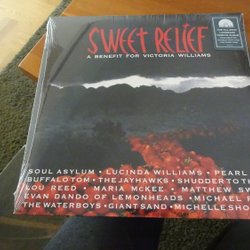 SWEET RELIEF
A BENEFIT FOR VICTORIA WILLIAMS
SOUL ASYLUM • LUCINDA WILLIAMS • PEARL
BUFFALO TOM • THE JAYHAWKS • SHUDDER TO TH
LOU REED • MARIA MCKEE • MATTHEW SW
EVAN DANDO OF LEMONHEADS • MICHAEL P
THE WATERBOYS • GIANT SAND • MICHELLE SHO